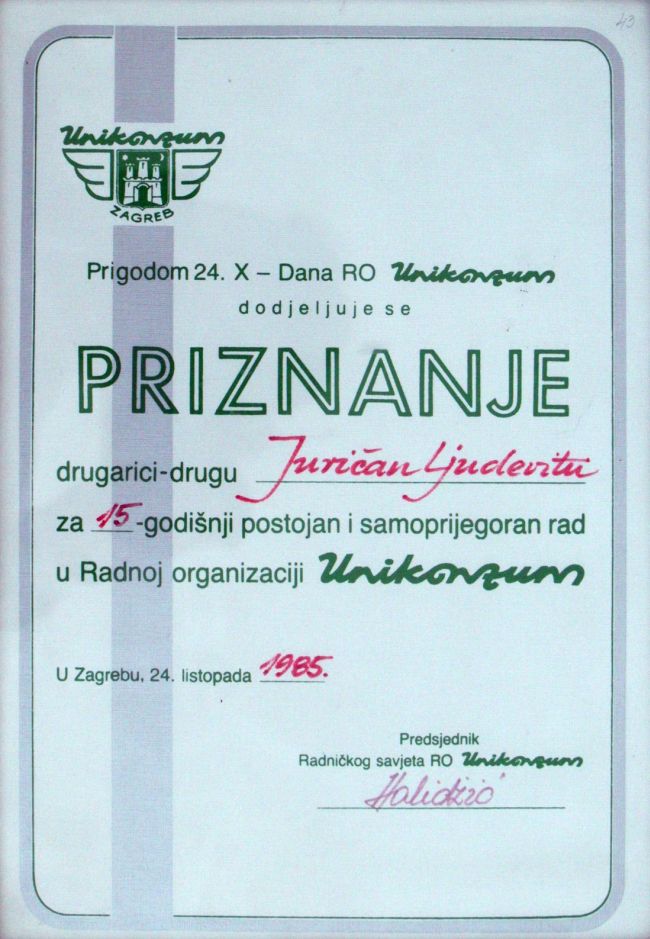 43
Unikonzum
ZAGREB
Prigodom 24. X – Dana RO Unikonzum
dodjeljuje se
PRIZNANJE
drugarici-drugu Juričan Ljudevitu
za 15-godišnji postojan i samoprijegoran rad
u Radnoj organizaciji Unikonzum
U Zagrebu, 24. listopada 1985.
Predsjednik
Radničkog savjeta RO Unikonzum
Halidžić